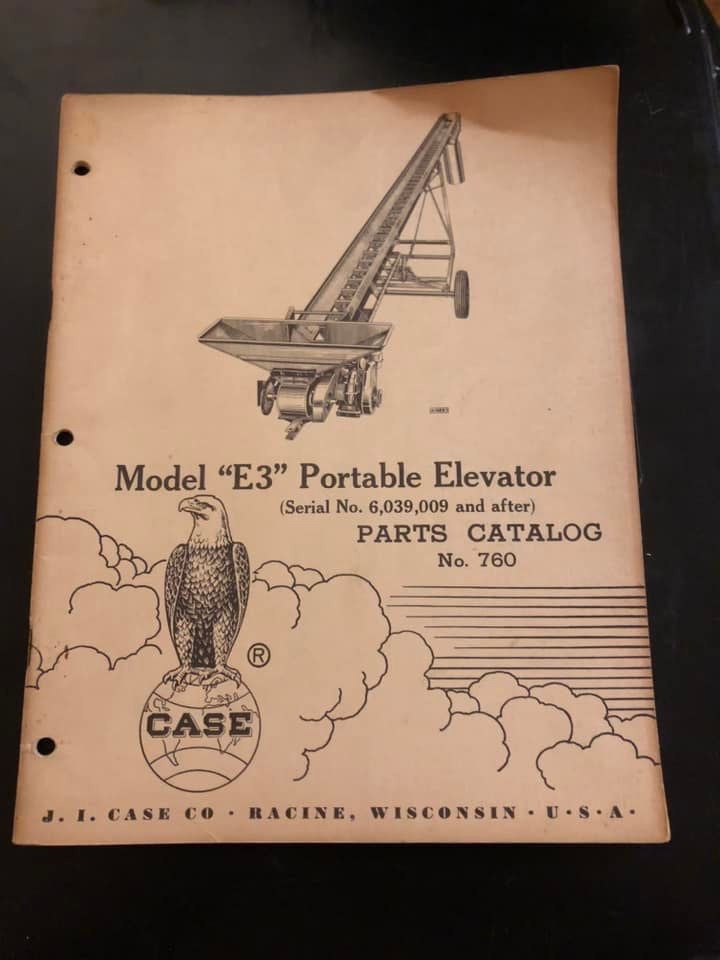 Model “E3” Portable Elevator
(Serial No. 6,039,009 and after)
PARTS CATALOG
No. 760
®
CASE
J. I. CASE CO · RACINE, WISCONSIN · U·S·A·